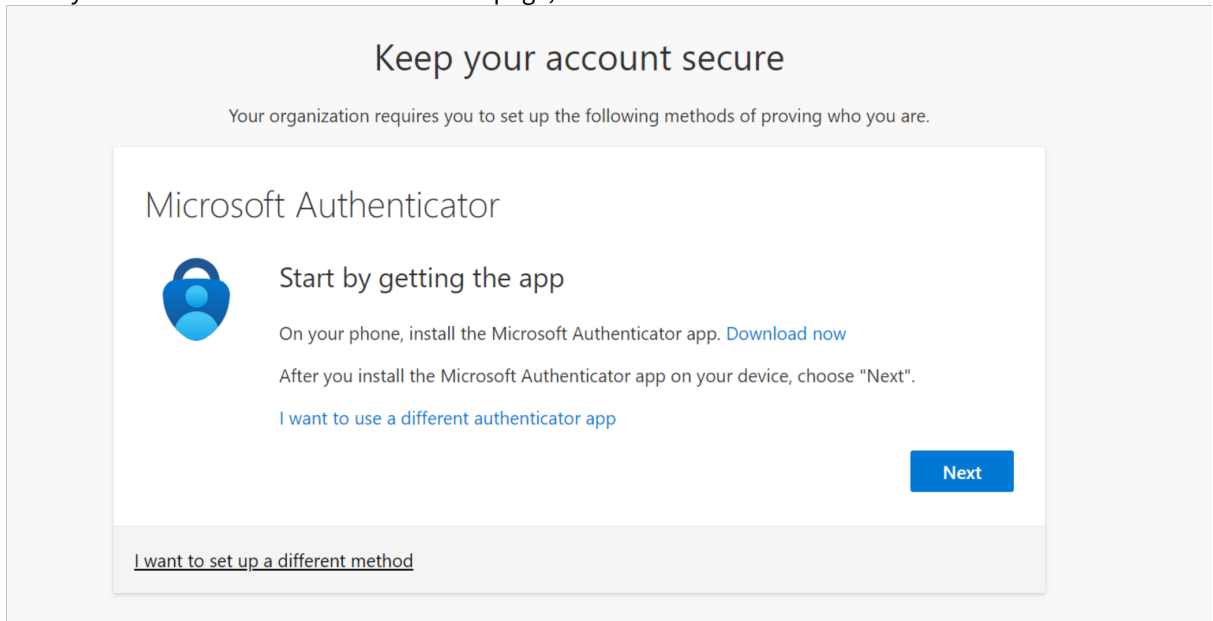 Keep your account secure
Your organization requires you to set up the following methods of proving who you are.
Microsoft Authenticator
Start by getting the app
On your phone, install the Microsoft Authenticator app. Download now
After you install the Microsoft Authenticator app on your device, choose "Next".
I want to use a different authenticator app
Next
I want to set up a different method